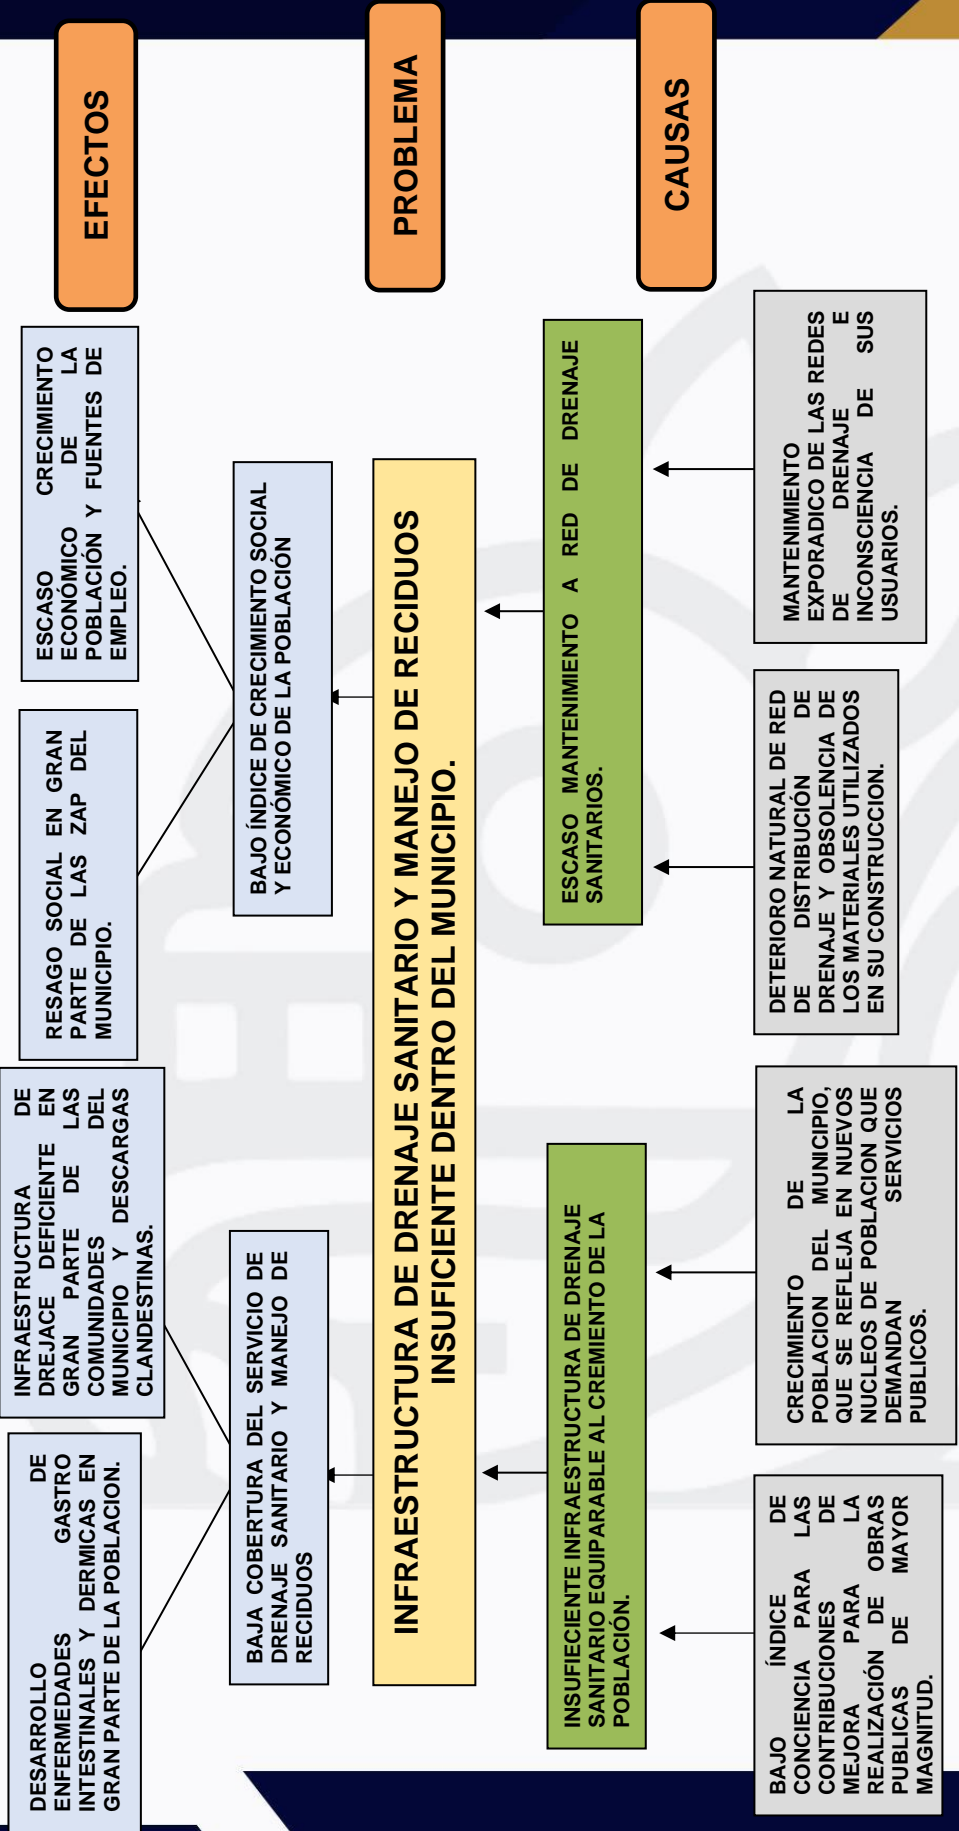 DESARROLLO DE
ENFERMEDADES GASTRO
INTESTINALES Y DERMICAS EN
GRAN PARTE DE LA POBLACION.
INFRAESTRUCTURA DE
DREJACE DEFICIENTE EN
GRAN PARTE DE LAS
COMUNIDADES DEL
MUNICIPIO Y DESCARGAS
CLANDESTINAS.
RESAGO SOCIAL EN GRAN
PARTE DE LAS ZAP DEL
MUNICIPIO.
ESCASO CRECIMIENTO
ECONÓMICO DE LA
POBLACIÓN Y FUENTES DE
EMPLEO.
EFECTOS
BAJA COBERTURA DEL SERVICIO DE
DRENAJE SANITARIO Y MANEJO DE
RECIDUOS
BAJO ÍNDICE DE CRECIMIENTO SOCIAL
Y ECONÓMICO DE LA POBLACIÓN
INFRAESTRUCTURA DE DRENAJE SANITARIO Y MANEJO DE RECIDUOS
INSUFICIENTE DENTRO DEL MUNICIPIO.
PROBLEMA
INSUFIECIENTE INFRAESTRUCTURA DE DRENAJE
SANITARIO EQUIPARABLE AL CREMIENTO DE LA
POBLACIÓN.
ESCASO MANTENIMIENTO A RED DE DRENAJE
SANITARIOS.
CAUSAS
BAJO ÍNDICE DE
CONCIENCIA PARA LAS
CONTRIBUCIONES DE
MEJORA PARA LA
REALIZACIÓN DE OBRAS
PUBLICAS DE MAYOR
MAGNITUD.
CRECIMIENTO DE LA
POBLACION DEL MUNICIPIO,
QUE SE REFLEJA EN NUEVOS
NUCLEOS DE POBLACION QUE
DEMANDAN SERVICIOS
PUBLICOS.
DETERIORO NATURAL DE RED
DE DISTRIBUCIÓN DE
DRENAJE Y OBSOLENCIA DE
LOS MATERIALES UTILIZADOS
EN SU CONSTRUCCION.
MANTENIMIENTO
EXPORADICO DE LAS REDES
DE DRENAJE E
INCONSCIENCIA DE SUS
USUARIOS.